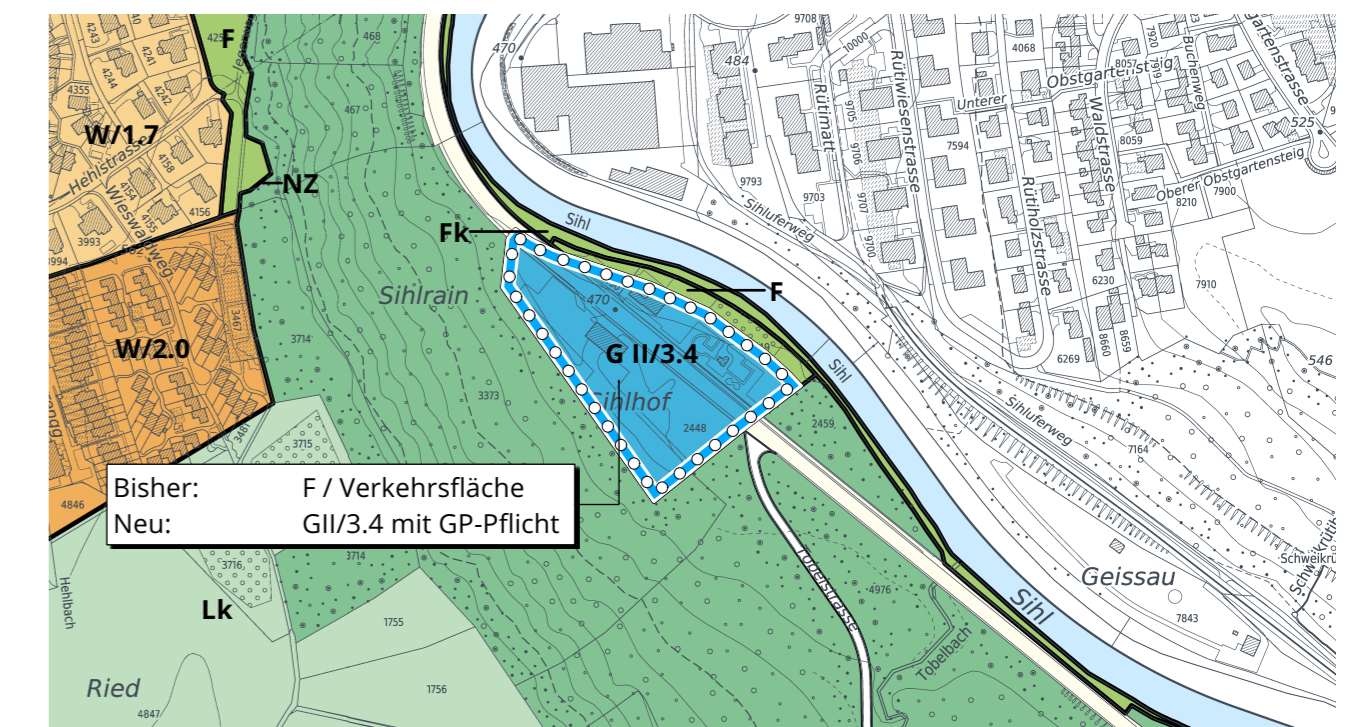 F
470
468
467
484
9708
10000
4068
Obstgartensteig
Unterer
8057
7919
7920
Buchenweg
525
4243
4241
4244
4242
4355
W/1.7
Hehlstrasse
4158
4154
4155
4156
3993
3994
Wieswaldweg
NZ
Rütimatt
Rütiwiesenstrasse
9705
9706
9707
9700
9793
9703
7594
Waldstrasse
8059
Oberer Obstgartensteig
8210
7900
Rütiholzstrasse
Fk
Sihl
Sihluferweg
Sihlrain
470
F
6230
7910
8660
8659
6269
546
W/2.0
3467
3714
G II/3.4
Sihlhof
3373
2448
2459
Sihl
Sihluferweg
7164
3481
3715
4846
Bisher: F / Verkehrsfläche
Neu: GII/3.4 mit GP-Pflicht
3714
3716
Hehlbach
Lk
1755
1756
Ried
4847
Tobelstrasse
4976
Tobelbach
Sihl
Geissau
7843